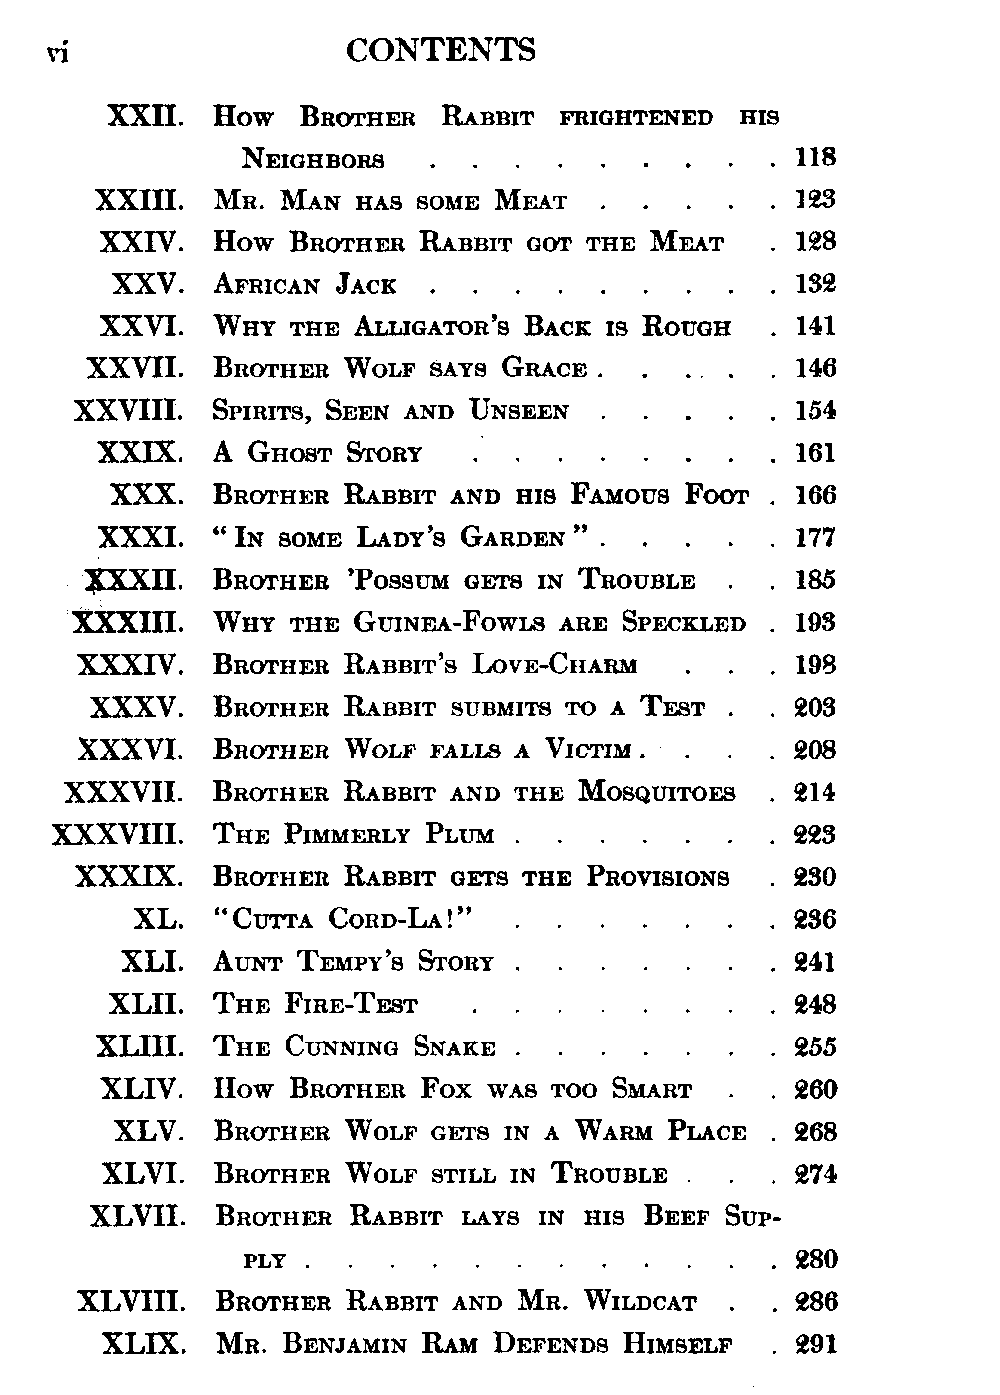 vi CONTENTS
XXII. How Brother Rabbit frightened his
Neighbors . . . . . . . . . 118
XXIII. Mr. Man has some Meat . . . . . 123
XXIV. How Brother Rabbit got the Meat . 128
XXV. African Jack . . . . . . . . . 132
XXVI. Why the Alligator's Back is Rough . 141
XXVII. Brother Wolf says Grace . . . . . 146
XXVIII. Spirits, Seen and Unseen . . . . . 154
XXIX. A Ghost Story . . . . . . . . 161
XXX. Brother Rabbit and his Famous Foot . 166
XXXI. "In some Lady's Garden" . . . . . 177
XXXII. Brother 'Possum gets in Trouble . . 185
XXXIII. Why the Guinea-Fowls are Speckled . 193
XXXIV. Brother Rabbit's Love-Charm . . . 198
XXXV. Brother Rabbit submits to a Test . . 203
XXXVI. Brother Wolf falls a Victim . . . . 208
XXXVII. Brother Rabbit and the Mosquitoes . 214
XXXVIII. The Pimmerly Plum . . . . . . . 223
XXXIX. Brother Rabbit gets the Provisions . 230
XL. "Cutta Cord-La!" . . . . . . . 236
XLI. Aunt Tempy's Story . . . . . . . 241
XLII. The Fire-Test . . . . . . . . 248
XLIII. The Cunning Snake . . . . . . . 255
XLIV. How Brother Fox was too Smart . . 260
XLV. Brother Wolf gets in a Warm Place . 268
XLVI. Brother Wolf still in Trouble . . . 274
XLVII. Brother Rabbit lays in his Beef Sup-
ply . . . . . . . . . . . . 280
XLVIII. Brother Rabbit and Mr. Wildcat . . 286
XLIX. Mr. Benjamin Ram Defends Himself . 291